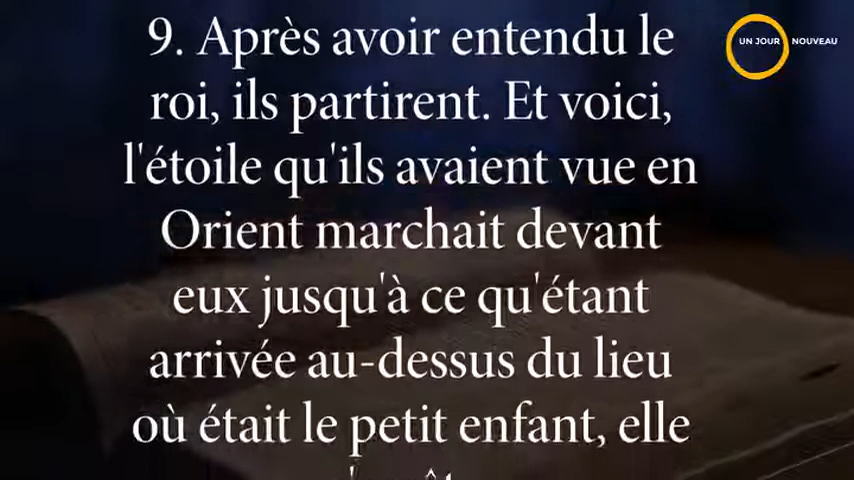 9. Après avoir entendu le
roi, ils partirent. Et voici,
l'étoile qu'ils avaient vue en
Orient marchait devant
eux jusqu'à ce qu'étant
arrivée au-dessus du lieu
où était le petit enfant, elle
UN JOUR NOUVEAU